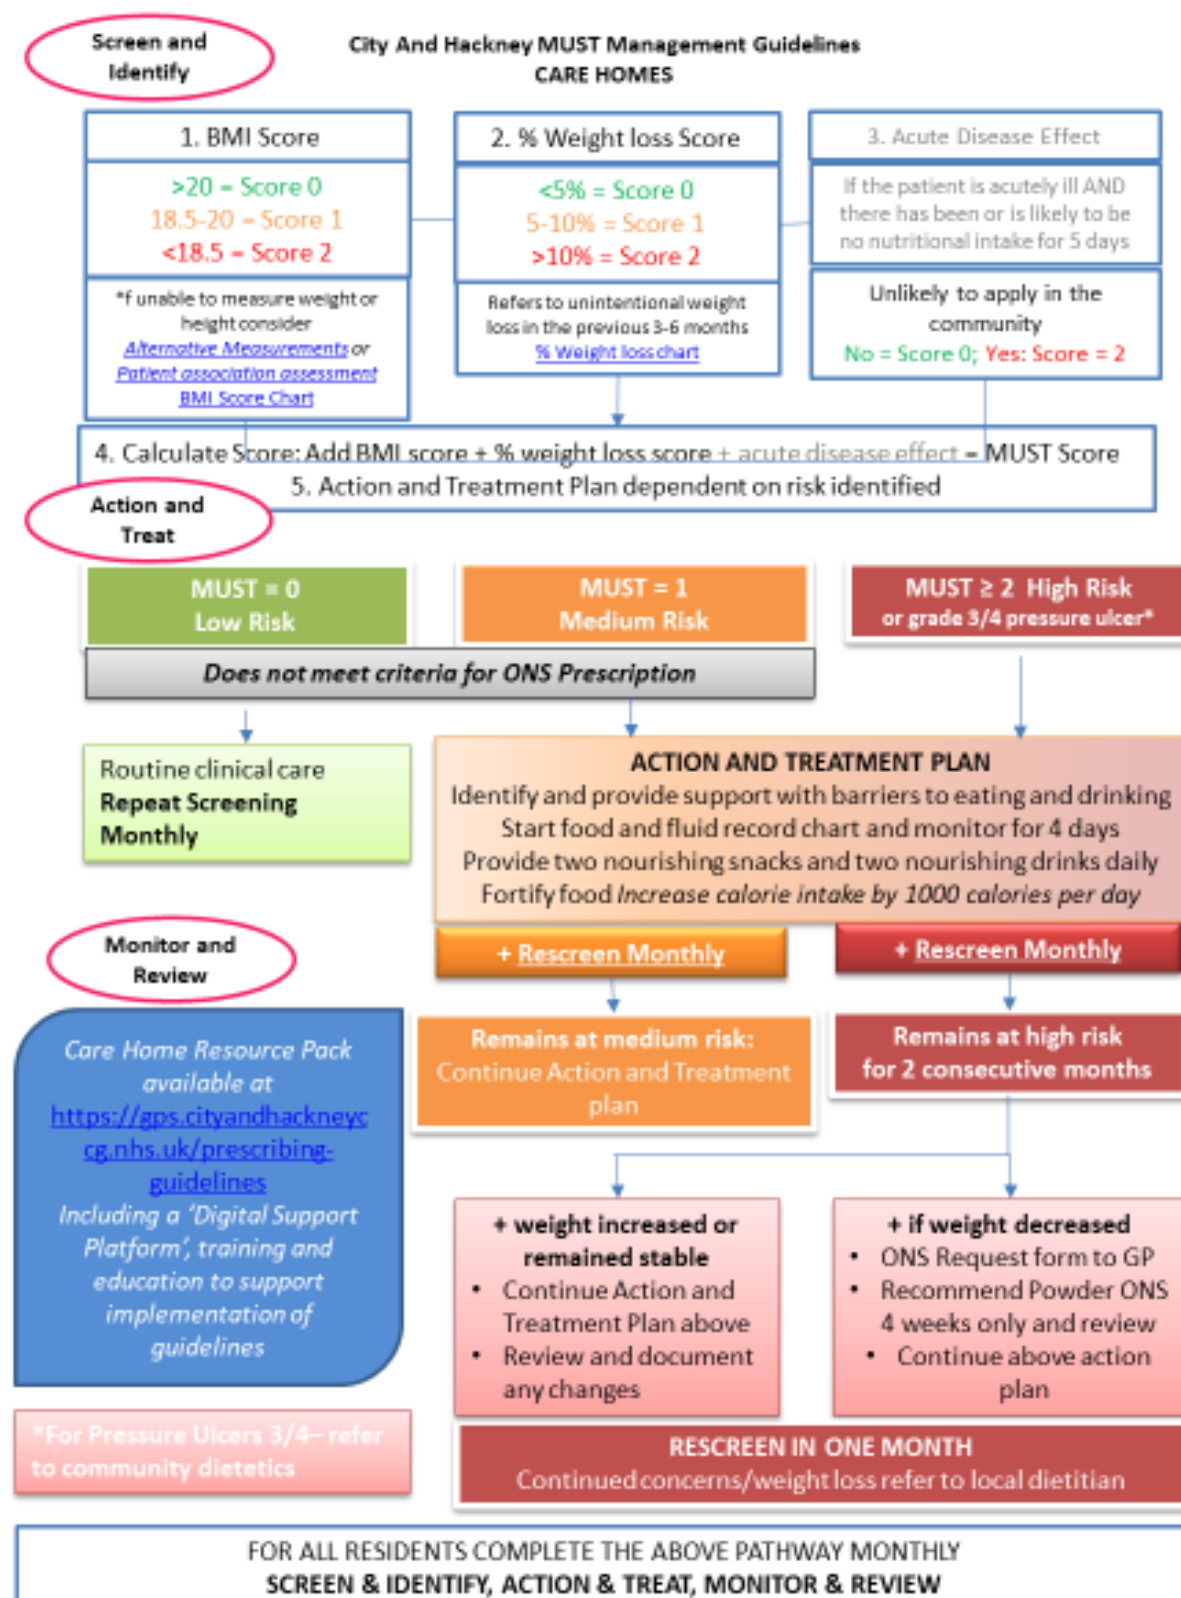 Screen and
Identify
City And Hackney MUST Management Guidelines
CARE HOMES
1. BMI Score
>20 = Score 0
18.5-20 = Score 1
<18.5 = Score 2
*f unable to measure weight or
height consider
Alternative Measurements or
Patient association assessment
BMI Score Chart
2. % Weight loss Score
<5% = Score 0
5-10% = Score 1
>10% = Score 2
Refers to unintentional weight
loss in the previous 3-6 months
% Weight loss chart
3. Acute Disease Effect
If the patient is acutely ill AND
there has been or is likely to be
no nutritional intake for 5 days
Unlikely to apply in the
community
No = Score 0; Yes: Score = 2
4. Calculate Score: Add BMI score + % weight loss score + acute disease effect = MUST Score
5. Action and Treatment Plan dependent on risk identified
Action and
Treat
MUST = 0
Low Risk
MUST = 1
Medium Risk
MUST ≥ 2 High Risk
or grade 3/4 pressure ulcer*
Does not meet criteria for ONS Prescription
Routine clinical care
Repeat Screening
Monthly
ACTION AND TREATMENT PLAN
Identify and provide support with barriers to eating and drinking
Start food and fluid record chart and monitor for 4 days
Provide two nourishing snacks and two nourishing drinks daily
Fortify food Increase calorie intake by 1000 calories per day
+ Rescreen Monthly
+ Rescreen Monthly
Monitor and
Review
Remains at medium risk:
Continue Action and Treatment
plan
Remains at high risk
for 2 consecutive months
Care Home Resource Pack
available at
https://gps.cityandhackneyc
cg.nhs.uk/prescribing-
guidelines
Including a ‘Digital Support
Platform’, training and
education to support
implementation of
guidelines
+ weight increased or
remained stable
• Continue Action and
Treatment Plan above
• Review and document
any changes
+ if weight decreased
• ONS Request form to GP
• Recommend Powder ONS
4 weeks only and review
• Continue above action
plan
*For Pressure Ulcers 3/4– refer
to community dietetics
RESCREEN IN ONE MONTH
Continued concerns/weight loss refer to local dietitian
FOR ALL RESIDENTS COMPLETE THE ABOVE PATHWAY MONTHLY
SCREEN & IDENTIFY, ACTION & TREAT, MONITOR & REVIEW